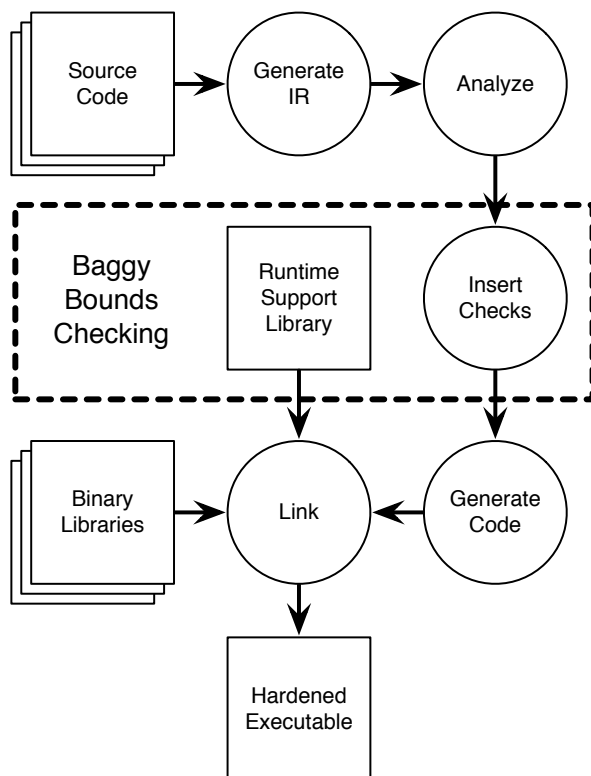 Source
Code
Generate
IR
Analyze
Baggy
Bounds
Checking
Runtime
Support
Library
Insert
Checks
Binary
Libraries
Link
Generate
Code
Hardened
Executable